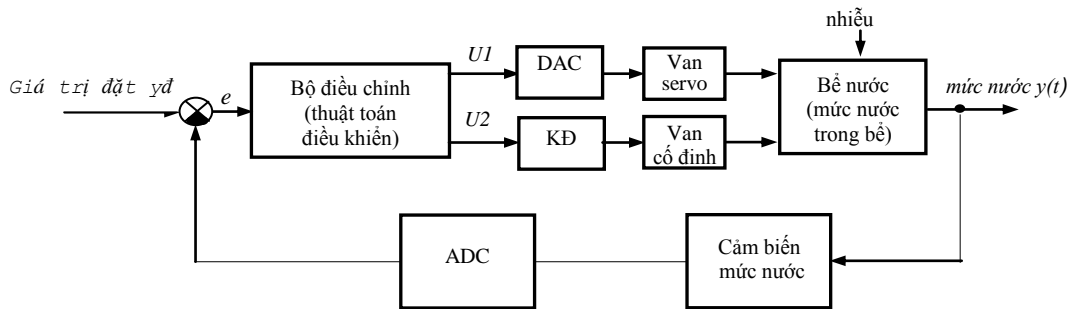 nhiễu
Giá trị đặt yđ
e
Bộ điều chỉnh
(thuật toán
điều khiển)
U1
U2
DAC
KĐ
Van
servo
Van
cố đinh
Bể nước
(mức nước
trong bể)
mức nước y(t)
ADC
Cảm biến
mức nước